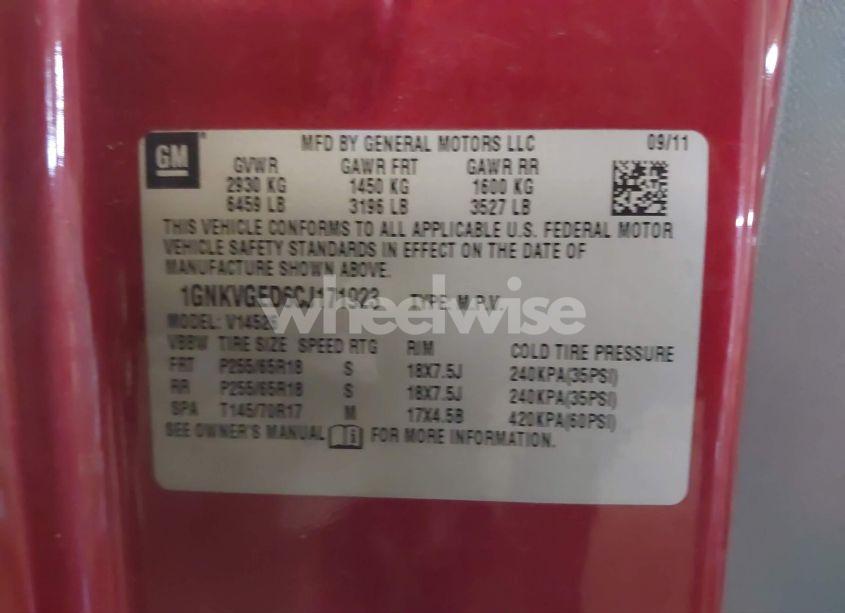 GM
MFD BY GENERAL MOTORS LLC 09/11
GVWR GAWR FRT GAWR RR
2930 KG 1450 KG 1600 KG
6459 LB 3196 LB 3527 LB
THIS VEHICLE CONFORMS TO ALL APPLICABLE U.S. FEDERAL MOTOR
VEHICLE SAFETY STANDARDS IN EFFECT ON THE DATE OF
MANUFACTURE SHOWN ABOVE.
1GNKVGED6CJ171923 TYPE: M.P.V.
wheelwise
MODEL: V14526
VBBW TIRE SIZE SPEED RTG RIM COLD TIRE PRESSURE
FRT P255/65R18 S 18X7.5J 240KPA(35PSI)
RR P255/65R18 S 18X7.5J 240KPA(35PSI)
SPA T145/70R17 M 17X4.5B 420KPA(60PSI)
SEE OWNER'S MANUAL FOR MORE INFORMATION.